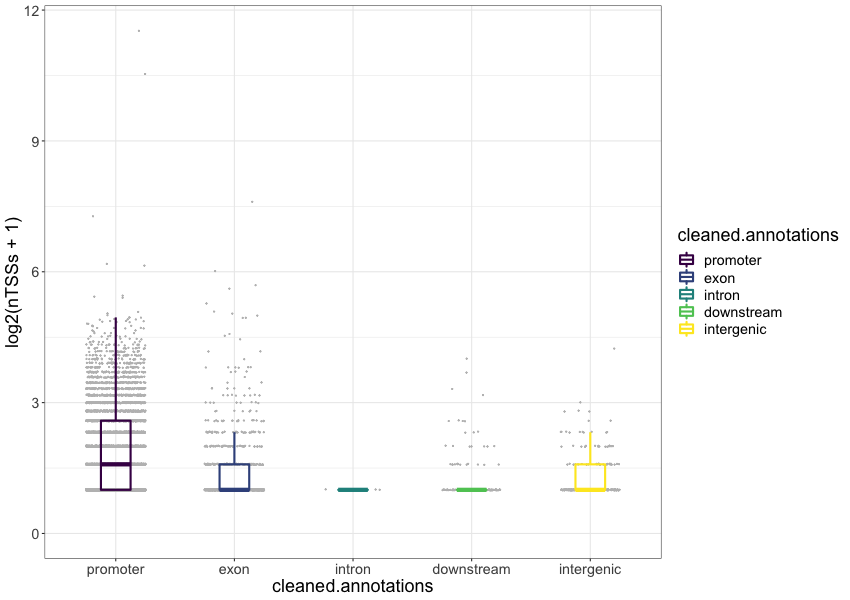 log2(nTSSs + 1)
12
9
6
3
0
promoter
exon
intron
downstream
intergenic
cleaned.annotations
cleaned.annotations
promoter
exon
intron
downstream
intergenic